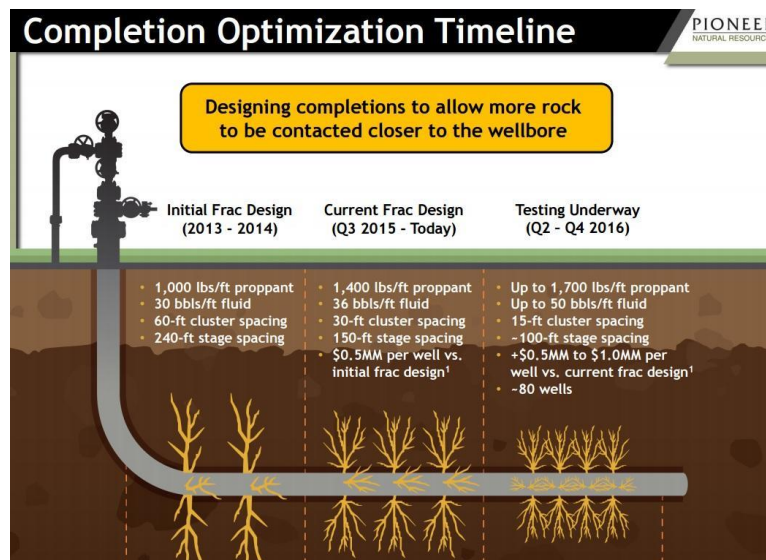 Completion Optimization Timeline
PIONEE
NATURAL RESOURC
Designing completions to allow more rock
to be contacted closer to the wellbore
Initial Frac Design
(2013 - 2014)
• 1,000 lbs/ft proppant
• 30 bbls/ft fluid
• 60-ft cluster spacing
• 240-ft stage spacing
Current Frac Design
(Q3 2015 - Today)
• 1,400 lbs/ft proppant
• 36 bbls/ft fluid
• 30-ft cluster spacing
• 150-ft stage spacing
• $0.5MM per well vs.
initial frac design¹
Testing Underway
(Q2 – Q4 2016)
• Up to 1,700 lbs/ft proppant
• Up to 50 bbls/ft fluid
• 15-ft cluster spacing
• ~100-ft stage spacing
• +$0.5MM to $1.0MM per
well vs. current frac design¹
• ~80 wells